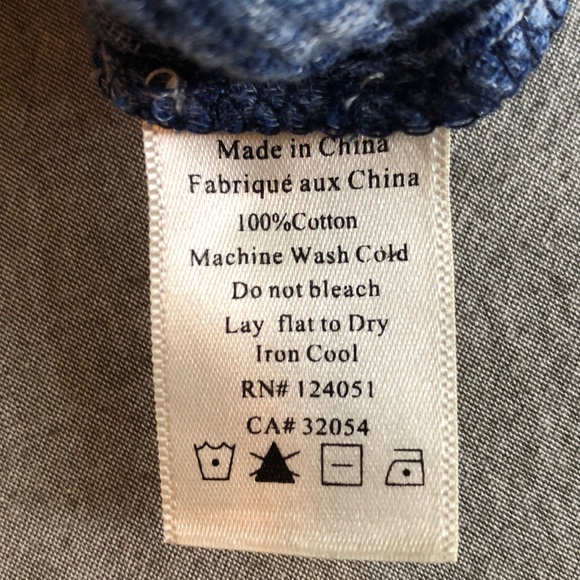 Made in China
Fabriqué aux China
100%Cotton
Machine Wash Cold
Do not bleach
Lay flat to Dry
Iron Cool
RN# 124051
CA# 32054